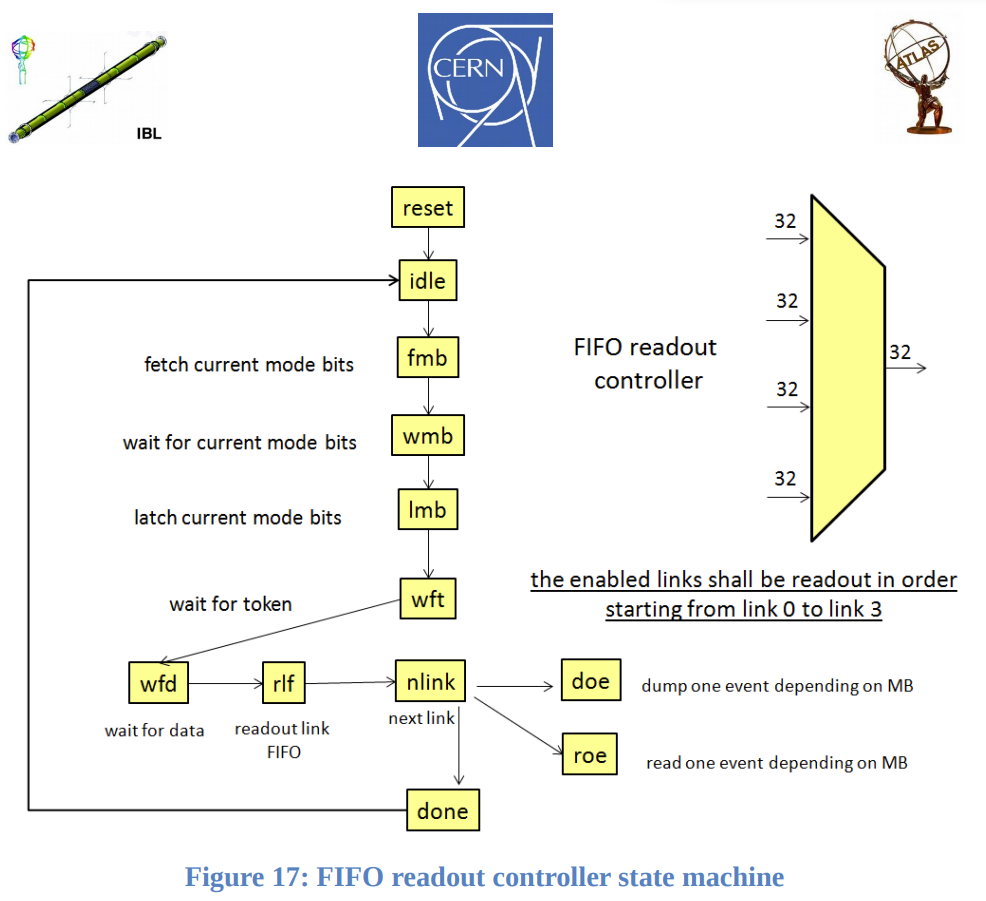 IBL
CERN
ATLAS
reset
idle
fetch current mode bits
fmb
wait for current mode bits
wmb
latch current mode bits
lmb
wait for token
wft
wfd
wait for data
rlf
readout link
FIFO
nlink
next link
doe
dump one event depending on MB
roe
read one event depending on MB
done
FIFO readout
controller
32
32
32
32
32
the enabled links shall be readout in order
starting from link 0 to link 3
Figure 17: FIFO readout controller state machine